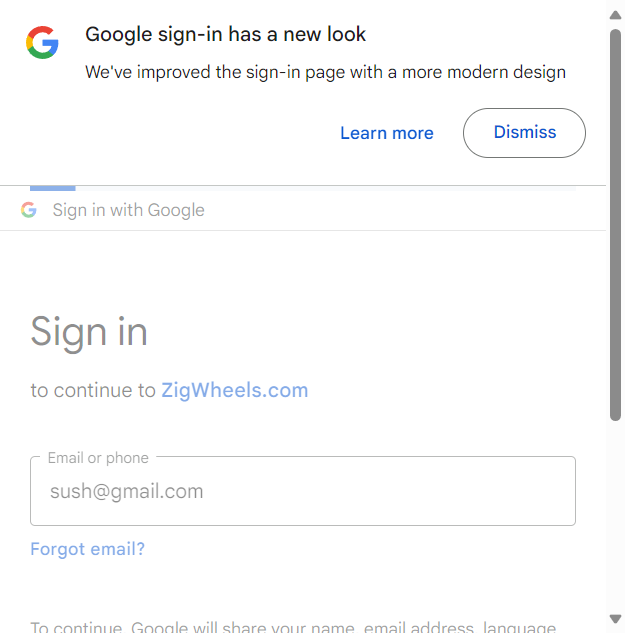 Google sign-in has a new look
We've improved the sign-in page with a more modern design
Learn more
Dismiss
Sign in with Google
Sign in
to continue to ZigWheels.com
Email or phone
sush@gmail.com
Forgot email?
To continue, Google will share your name, email address, language